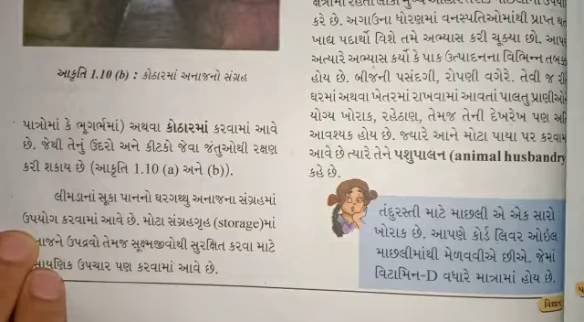 આકૃતિ 1.10 (b) : કોઠારમાં અનાજનો સંગ્રહ
પાત્રોમાં કે ભૂગર્ભમાં) અથવા કોઠારમાં કરવામાં આવે
છે. જેથી તેનું ઉંદરો અને કીટકો જેવા જંતુઓથી રક્ષણ
કરી શકાય છે (આકૃતિ 1.10 (a) અને (b)).
લીમડાનાં સૂકા પાનનો ઘરગથ્થુ અનાજના સંગ્રહમાં
ઉપયોગ કરવામાં આવે છે. મોટા સંગ્રહગૃહ (storage)માં
ઉપદ્રવો તેમજ સૂક્ષ્મજીવોથી સુરક્ષિત કરવા માટે
ઉપચાર પણ કરવામાં આવે છે.
કરે છે. અગાઉના ધોરણમાં વનસ્પતિઓમાંથી પ્રાપ્ત
ખાદ્ય પદાર્થો વિશે તમે અભ્યાસ કરી ચૂક્યા છો.
અત્યારે અભ્યાસ કર્યો કે પાક ઉત્પાદનના વિભિન્ન
હોય છે. બીજની પસંદગી, રોપણી વગેરે. તેવી જ
ઘરમાં અથવા ખેતરમાં રાખવામાં આવતાં પાલતુ
યોગ્ય ખોરાક, રહેઠાણ, તેમજ તેની દેખરેખ પણ
આવશ્યક હોય છે. જ્યારે આને મોટા પાયા પર
આવે છે ત્યારે તેને પશુપાલન (animal husbandry
કહે છે.
તંદુરસ્તી માટે માછલી એ એક સારો
ખોરાક છે. આપણે કોર્ડ લિવર ઓઇલ
માછલીમાંથી મેળવવીએ છીએ. જેમાં
વિટામિન-D વધારે માત્રામાં હોય છે.